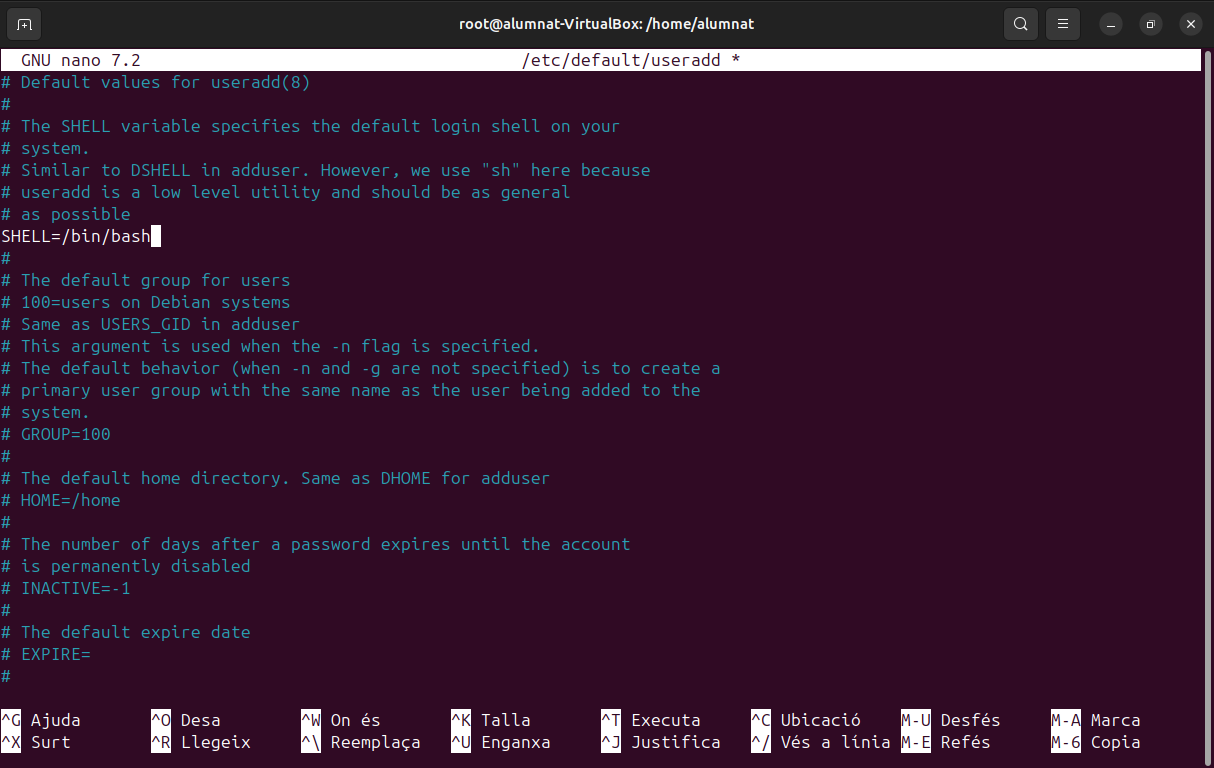 root@alumnat-VirtualBox: /home/alumnat
GNU nano 7.2 /etc/default/useradd *
# Default values for useradd(8)
#
# The SHELL variable specifies the default login shell on your
# system.
# Similar to DSHELL in adduser. However, we use "sh" here because
# useradd is a low level utility and should be as general
# as possible
SHELL=/bin/bash
#
# The default group for users
# 100=users on Debian systems
# Same as USERS_GID in adduser
# This argument is used when the -n flag is specified.
# The default behavior (when -n and -g are not specified) is to create a
# primary user group with the same name as the user being added to the
# system.
# GROUP=100
#
# The default home directory. Same as DHOME for adduser
# HOME=/home
#
# The number of days after a password expires until the account
# is permanently disabled
# INACTIVE=-1
#
# The default expire date
# EXPIRE=
#
^G Ajuda ^O Desa ^W On és ^K Talla ^T Executa ^C Ubicació M-U Desfés M-A Marca
^X Surt ^R Llegeix ^\ Reemplaça ^U Enganxa ^J Justifica ^/ Vés a línia M-E Refés M-6 Copia